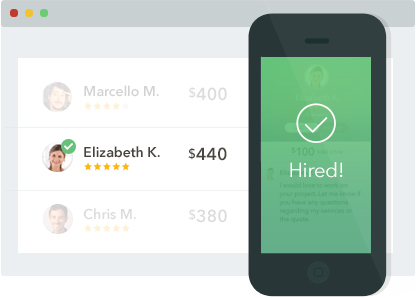 Marcello M.
$400
Elizabeth K.
$440
Chris M.
$380
$100
Hired!
I would love to work on
your project. Let me know if
you have any questions
regarding my services or
the quote.